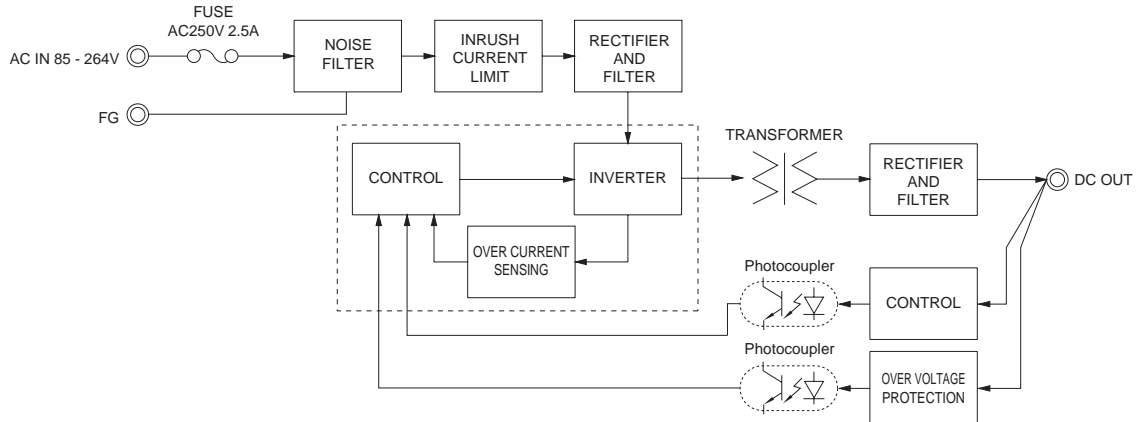 FUSE
AC250V 2.5A
AC IN 85 - 264V
NOISE
FILTER
INRUSH
CURRENT
LIMIT
RECTIFIER
AND
FILTER
FG
TRANSFORMER
CONTROL
INVERTER
RECTIFIER
AND
FILTER
DC OUT
OVER CURRENT
SENSING
Photocoupler
CONTROL
Photocoupler
OVER VOLTAGE
PROTECTION